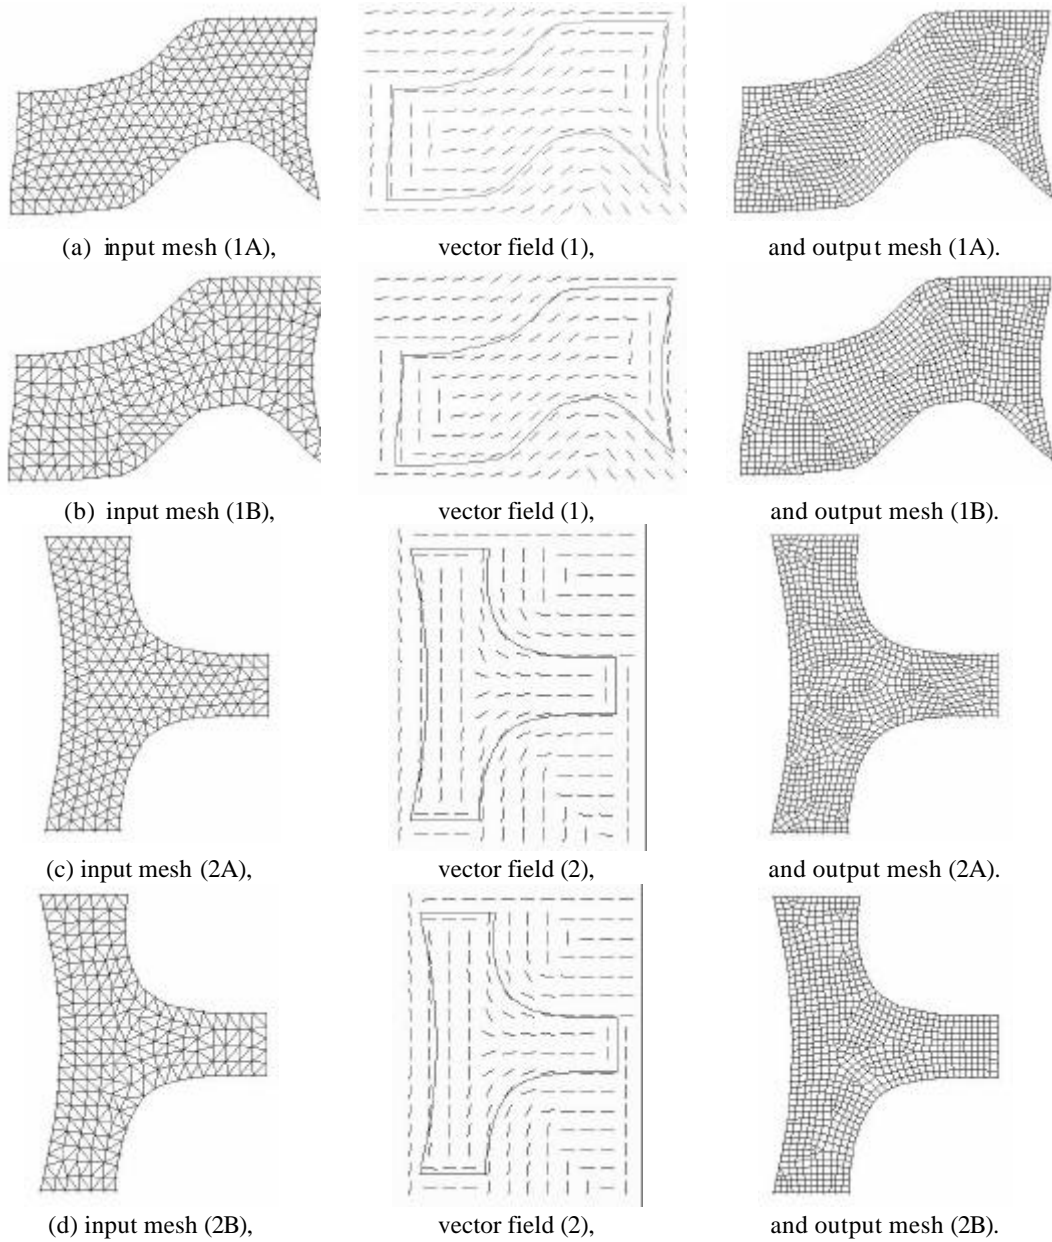 (a) input mesh (1A), vector field (1), and output mesh (1A).
(b) input mesh (1B), vector field (1), and output mesh (1B).
(c) input mesh (2A), vector field (2), and output mesh (2A).
(d) input mesh (2B), vector field (2), and output mesh (2B).